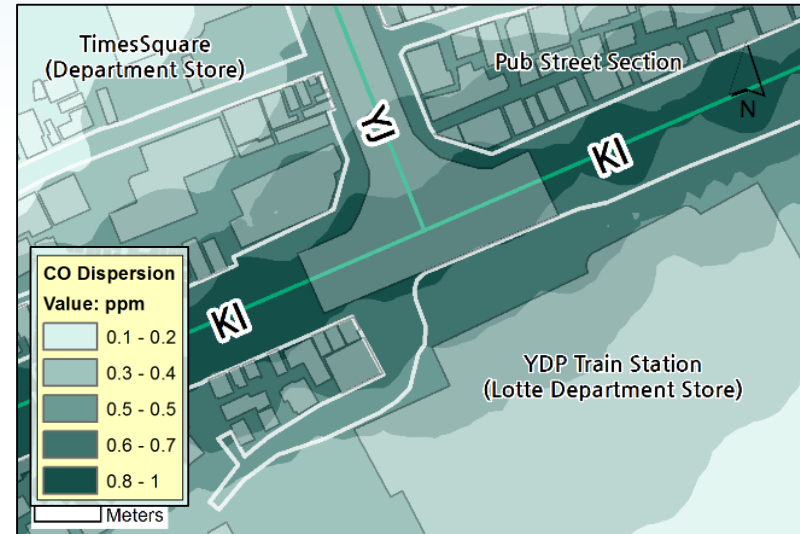 TimesSquare
(Department Store)
Pub Street Section
YJ
KI
N
KI
YDP Train Station
(Lotte Department Store)
CO Dispersion
Value: ppm
0.1 - 0.2
0.3 - 0.4
0.5 - 0.5
0.6 - 0.7
0.8 - 1
Meters